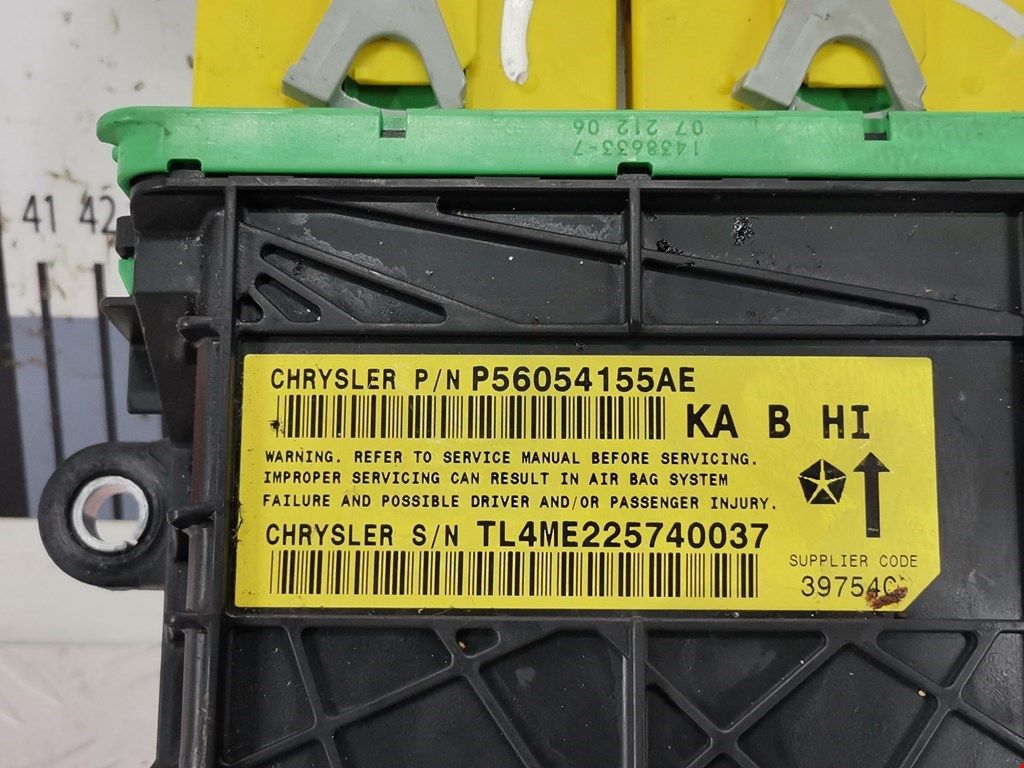 1438633-7
07 212 06
41 42
CHRYSLER P/N P56054155AE
KA B HI
WARNING. REFER TO SERVICE MANUAL BEFORE SERVICING.
IMPROPER SERVICING CAN RESULT IN AIR BAG SYSTEM
FAILURE AND POSSIBLE DRIVER AND/OR PASSENGER INJURY.
CHRYSLER S/N TL4ME225740037
SUPPLIER CODE